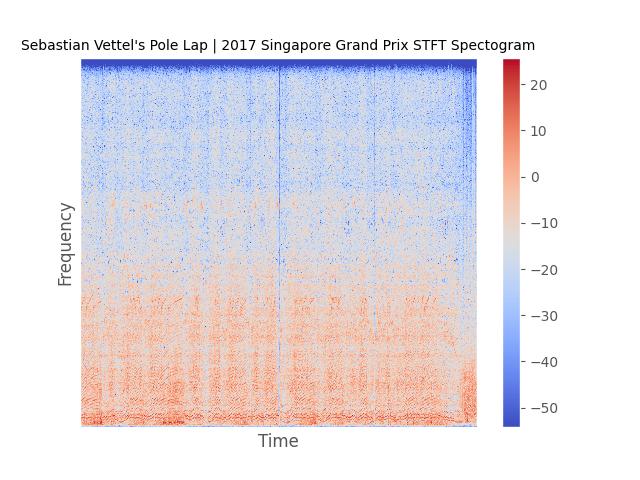 Sebastian Vettel's Pole Lap | 2017 Singapore Grand Prix STFT Spectogram
Frequency
Time
20
10
0
−10
−20
−30
−40
−50